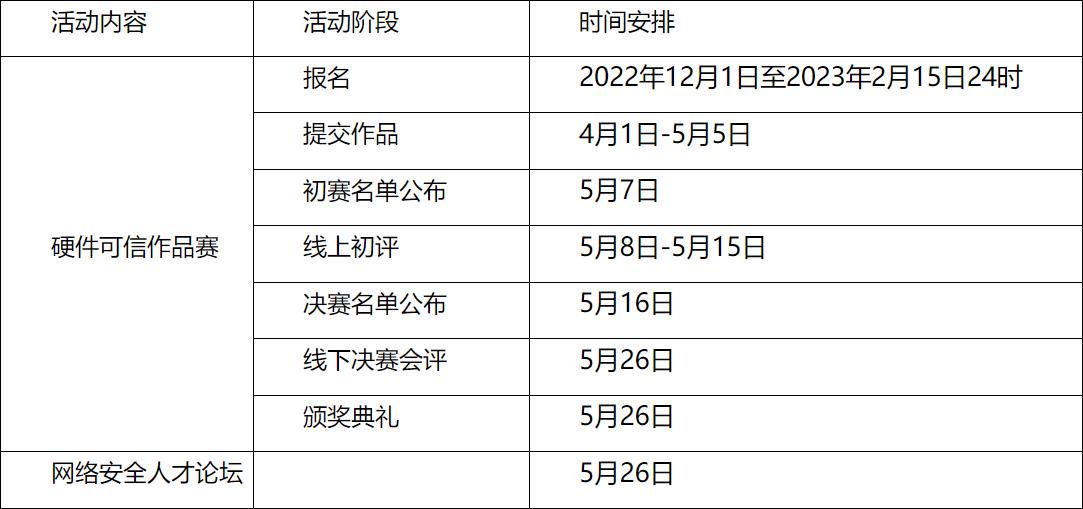 活动内容 活动阶段 时间安排
报名 2022年12月1日至2023年2月15日24时
提交作品 4月1日-5月5日
初赛名单公布 5月7日
硬件可信作品赛 线上初评 5月8日-5月15日
决赛名单公布 5月16日
线下决赛会评 5月26日
颁奖典礼 5月26日
网络安全人才论坛 5月26日